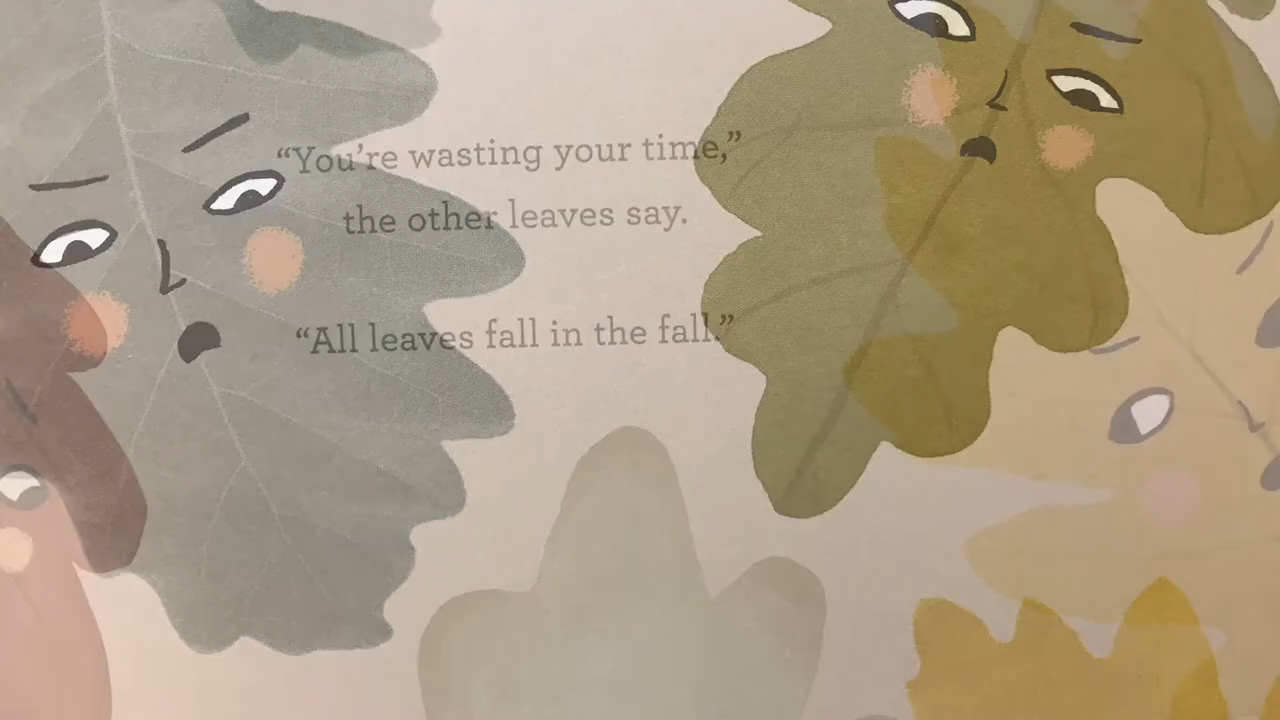 “You’re wasting your time,”
the other leaves say.
“All leaves fall in the fall.”